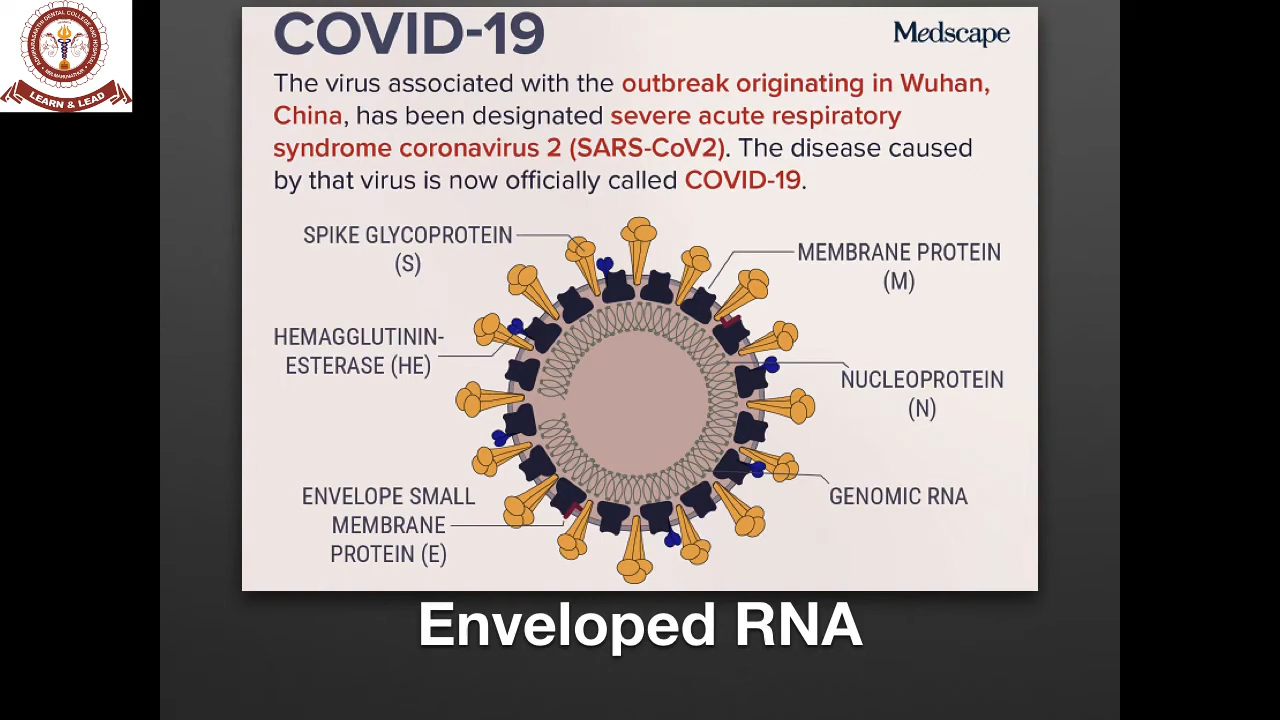 COVID-19
Medscape
The virus associated with the outbreak originating in Wuhan,
China, has been designated severe acute respiratory
syndrome coronavirus 2 (SARS-CoV2). The disease caused
by that virus is now officially called COVID-19.
SPIKE GLYCOPROTEIN
(S)
MEMBRANE PROTEIN
(M)
HEMAGGLUTININ-
ESTERASE (HE)
NUCLEOPROTEIN
(N)
ENVELOPE SMALL
MEMBRANE
PROTEIN (E)
GENOMIC RNA
Enveloped RNA
LEARN & LEAD